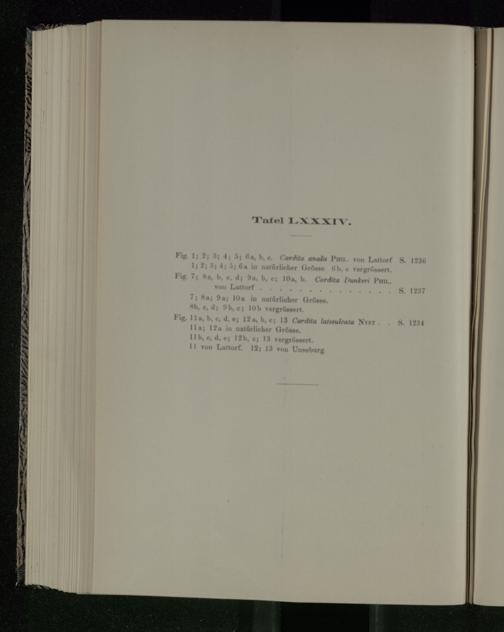 Tafel LXXXIV.
Fig. 1; 2; 3; 4; 5; 6a, b, c. Cardita analis Phil. von Lattorf S. 1236
1; 2; 3; 4; 5; 6a in natürlicher Grösse 6b, c vergrössert.
Fig. 7; 8a, b, c, d; 9a, b, c; 10a, b. Cardita Dunkeri Phil.
von Lattorf . . . . . . . . . . . . . . S. 1237
7; 8a; 9a; 10a in natürlicher Grösse.
8b, c, d; 9b, c; 10b vergrössert.
Fig. 11a, b, c, d, e; 12a, b, c; 13 Cardita latesulcata Nyst . . S. 1234
11a; 12a in natürlicher Grösse.
11b, c, d, e; 12b, c; 13 vergrössert.
11 von Lattorf. 12; 13 von Unseburg.